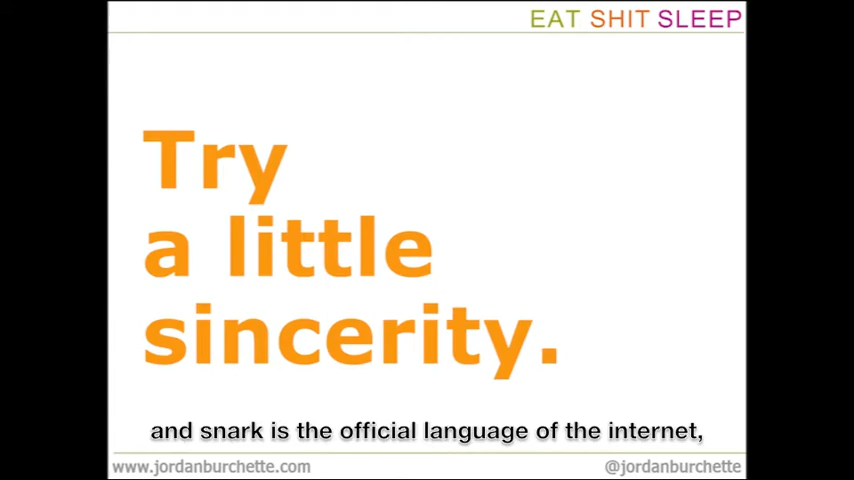 EAT SHIT SLEEP
Try
a little
sincerity.
and snark is the official language of the internet,
www.jordanburchette.com
@jordanburchette